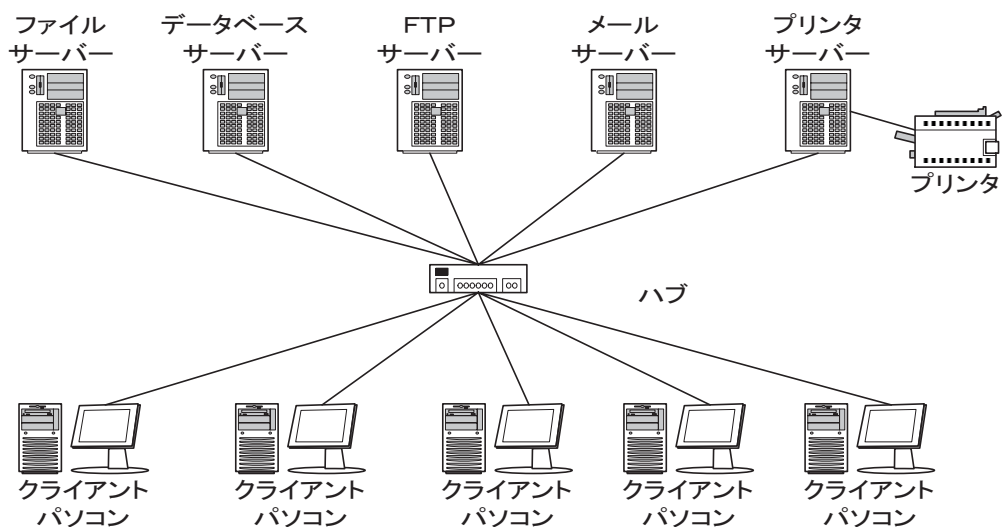 ファイル
サーバー
データベース
サーバー
FTP
サーバー
メール
サーバー
プリンタ
サーバー
プリンタ
ハブ
クライアント
パソコン
クライアント
パソコン
クライアント
パソコン
クライアント
パソコン
クライアント
パソコン